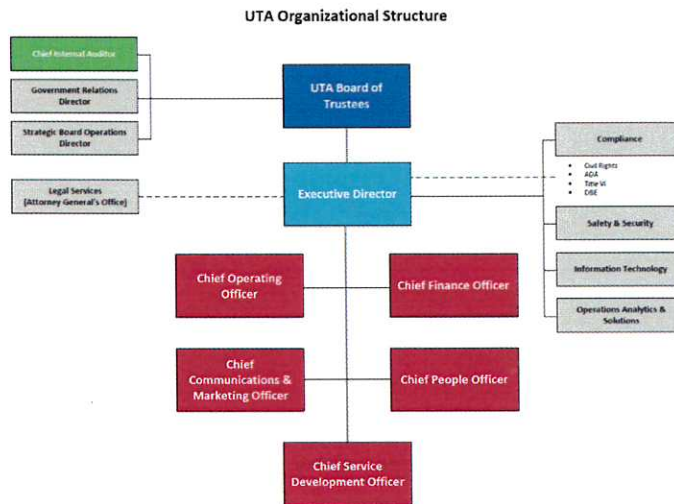 UTA Organizational Structure
Chief Internal Auditor
Government Relations
Director
Strategic Board Operations
Director
UTA Board of
Trustees
Legal Services
(Attorney General's Office)
Executive Director
Compliance
• Civil Rights
• ADA
• Title VI
• DBE
Safety & Security
Information Technology
Operations Analytics &
Solutions
Chief Operating
Officer
Chief Finance Officer
Chief
Communications &
Marketing Officer
Chief People Officer
Chief Service
Development Officer